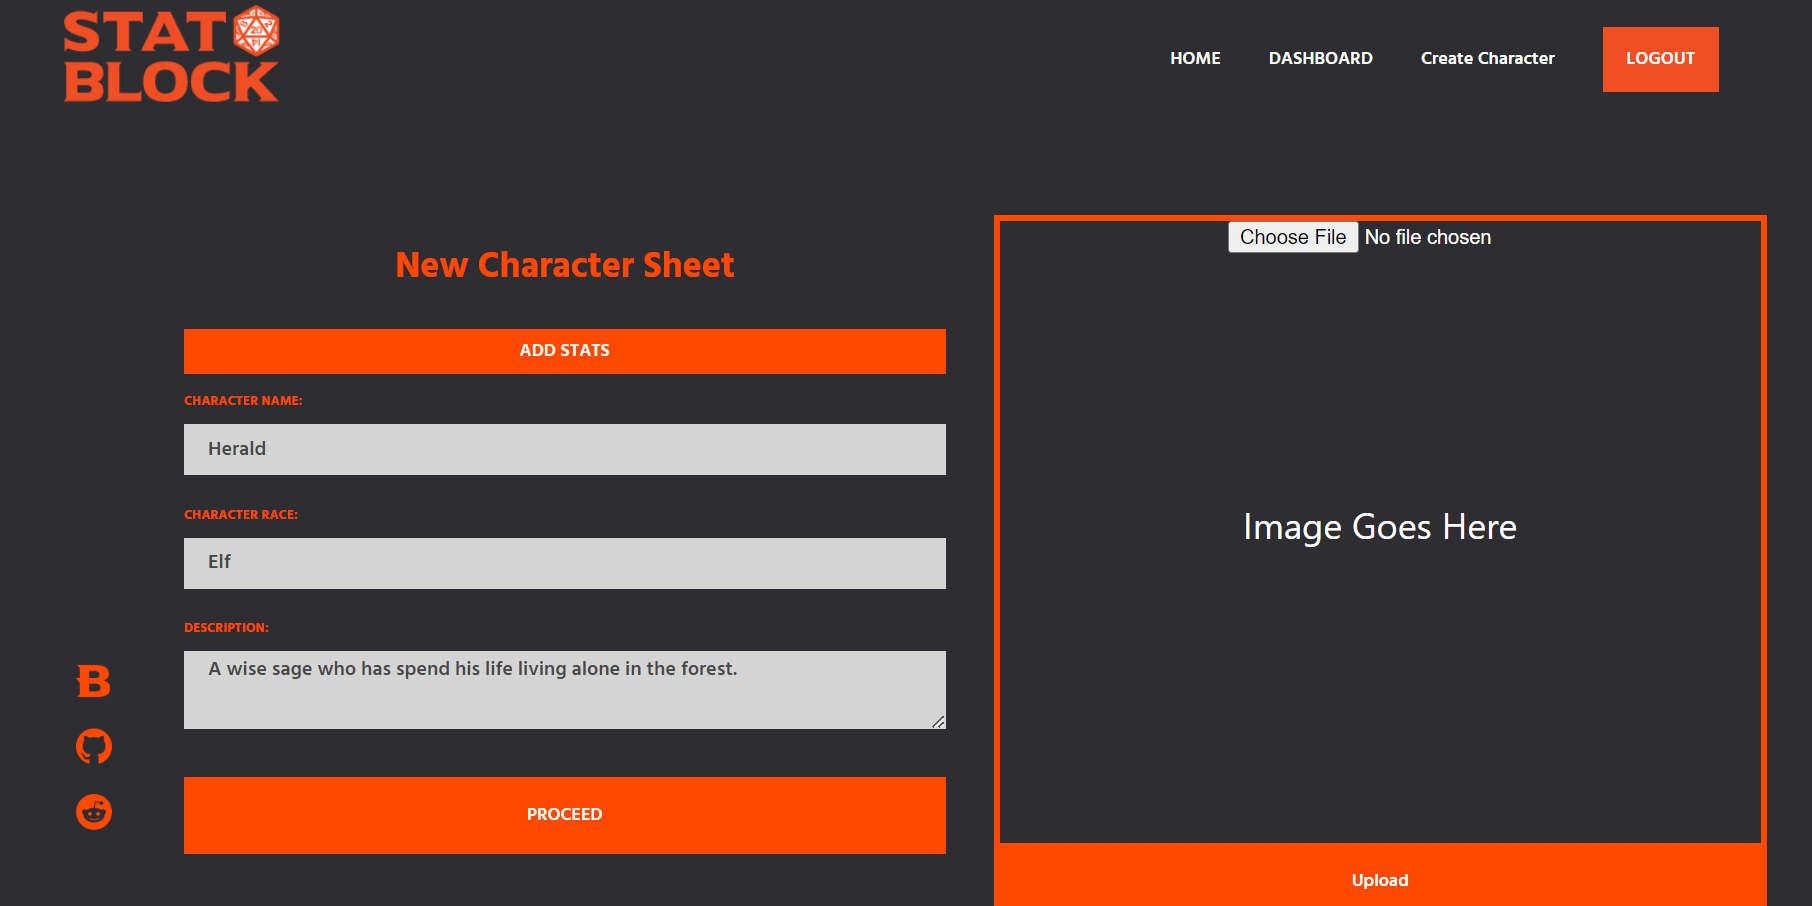 STAT
BLOCK
HOME
DASHBOARD
Create Character
LOGOUT
New Character Sheet
ADD STATS
CHARACTER NAME:
Herald
CHARACTER RACE:
Elf
DESCRIPTION:
A wise sage who has spend his life living alone in the forest.
PROCEED
Choose File No file chosen
Image Goes Here
Upload